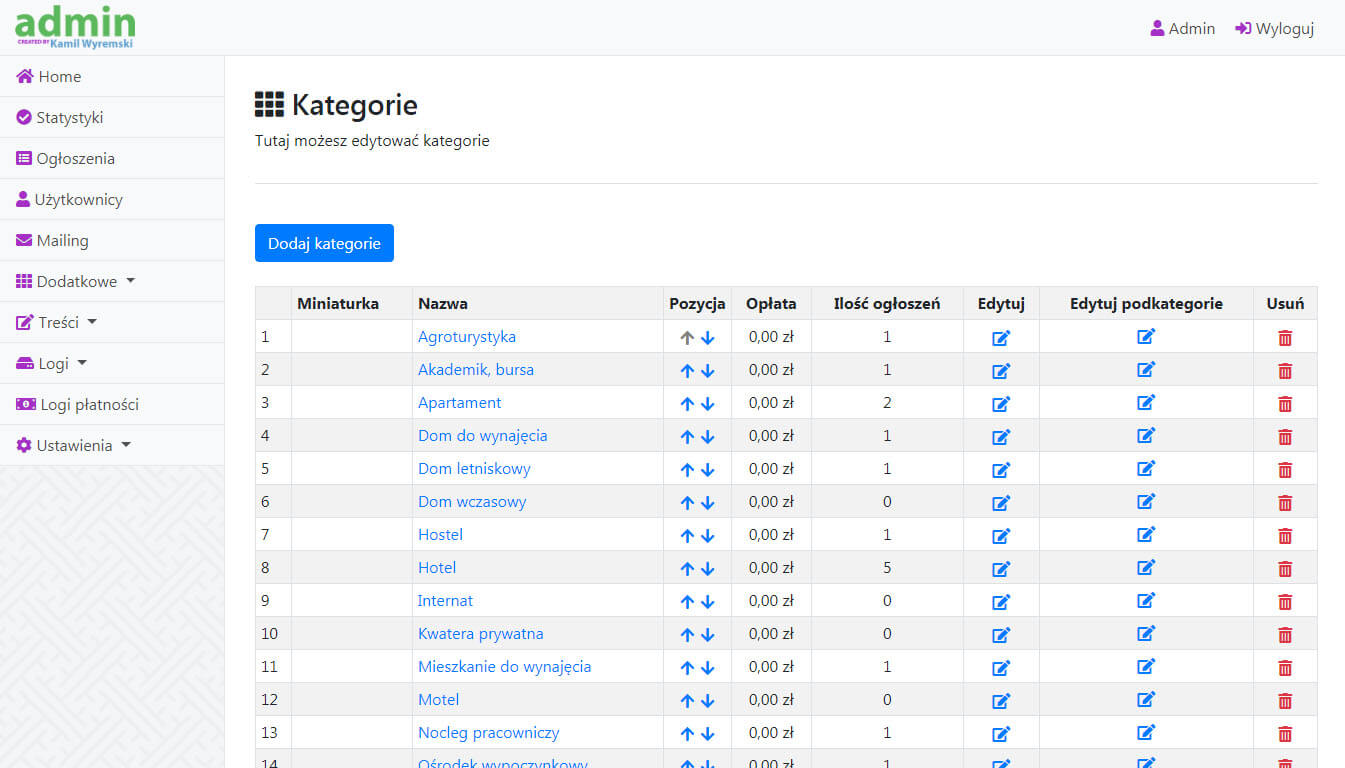 admin
CREATED BY Kamil Wyremski
Admin Wyloguj
Home
Statystyki
Ogłoszenia
Użytkownicy
Mailing
Dodatkowe
Treści
Logi
Logi płatności
Ustawienia
Kategorie
Tutaj możesz edytować kategorie
Dodaj kategorie
Miniaturka Nazwa Pozycja Opłata Ilość ogłoszeń Edytuj Edytuj podkategorie Usuń
1 Agroturystyka 0,00 zł 1
2 Akademik, bursa 0,00 zł 1
3 Apartament 0,00 zł 2
4 Dom do wynajęcia 0,00 zł 1
5 Dom letniskowy 0,00 zł 1
6 Dom wczasowy 0,00 zł 0
7 Hostel 0,00 zł 1
8 Hotel 0,00 zł 5
9 Internat 0,00 zł 0
10 Kwatera prywatna 0,00 zł 0
11 Mieszkanie do wynajęcia 0,00 zł 1
12 Motel 0,00 zł 0
13 Nocleg pracowniczy 0,00 zł 1
14 Ośrodek wypoczynkowy 0,00 zł 1